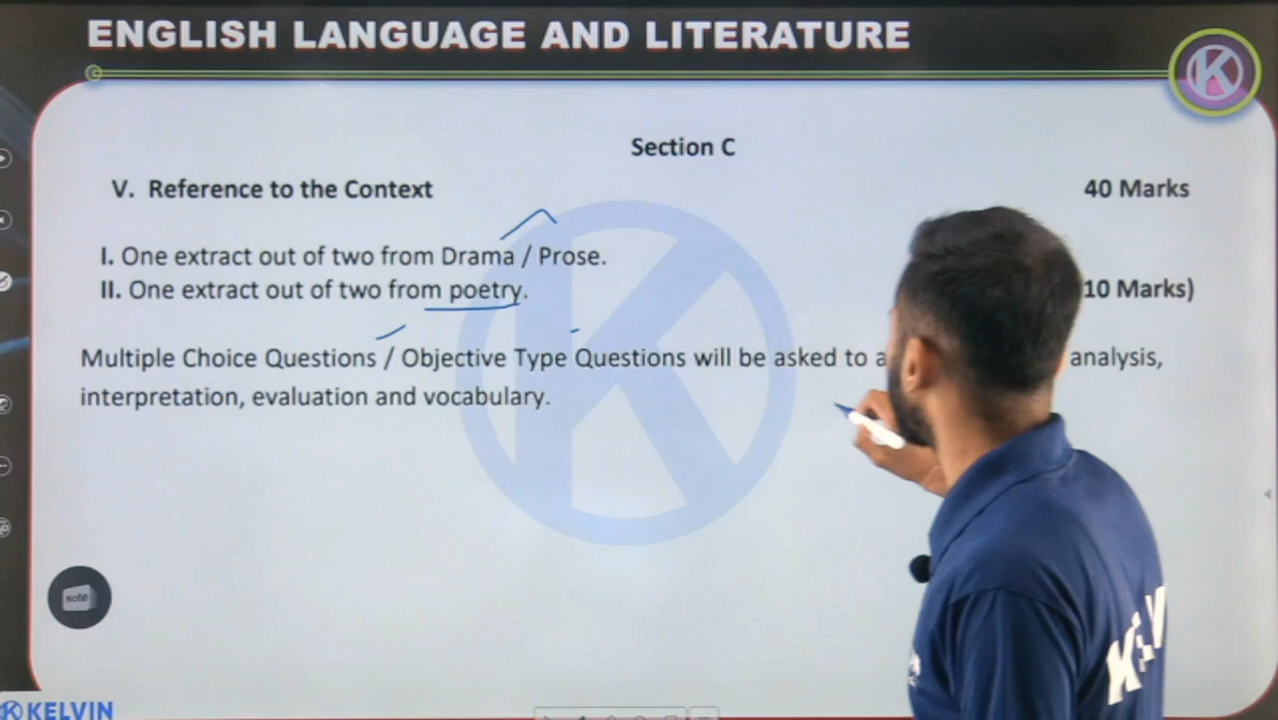 ENGLISH LANGUAGE AND LITERATURE
Section C
V. Reference to the Context 40 Marks
I. One extract out of two from Drama / Prose.
II. One extract out of two from poetry. 10 Marks)
Multiple Choice Questions / Objective Type Questions will be asked to a analysis,
interpretation, evaluation and vocabulary.
Note
KELVIN